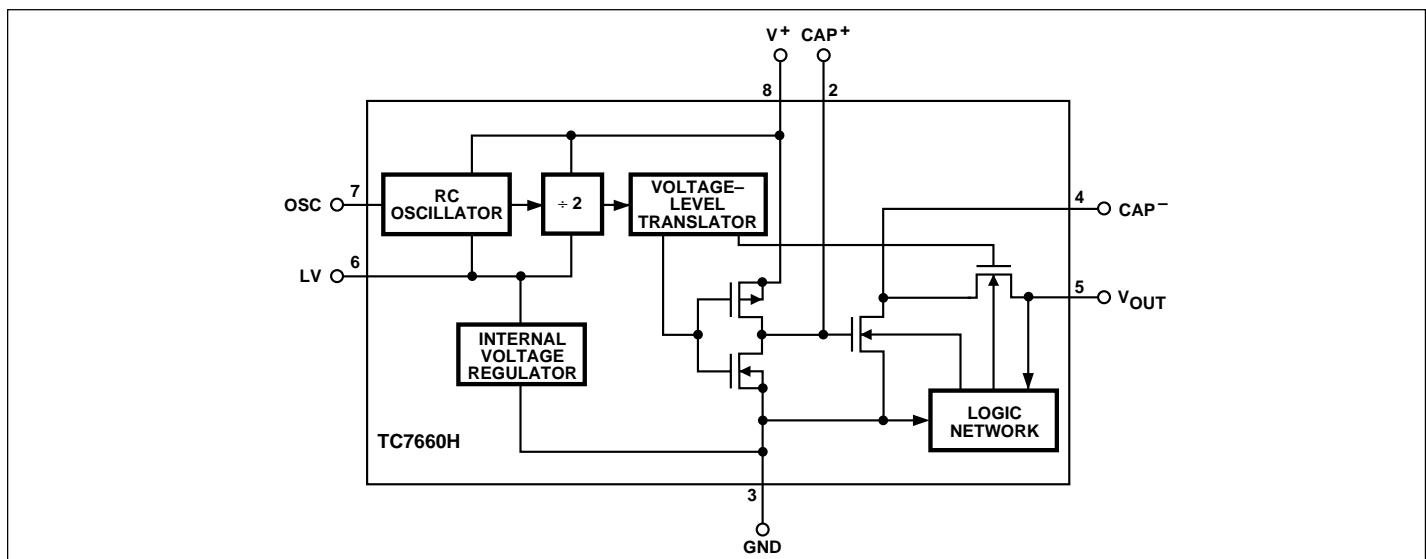 V+ CAP+
8 2
RC
OSCILLATOR
÷ 2
VOLTAGE–
LEVEL
TRANSLATOR
7
OSC
4
CAP–
6
LV
5
VOUT
INTERNAL
VOLTAGE
REGULATOR
LOGIC
NETWORK
TC7660H
3
GND